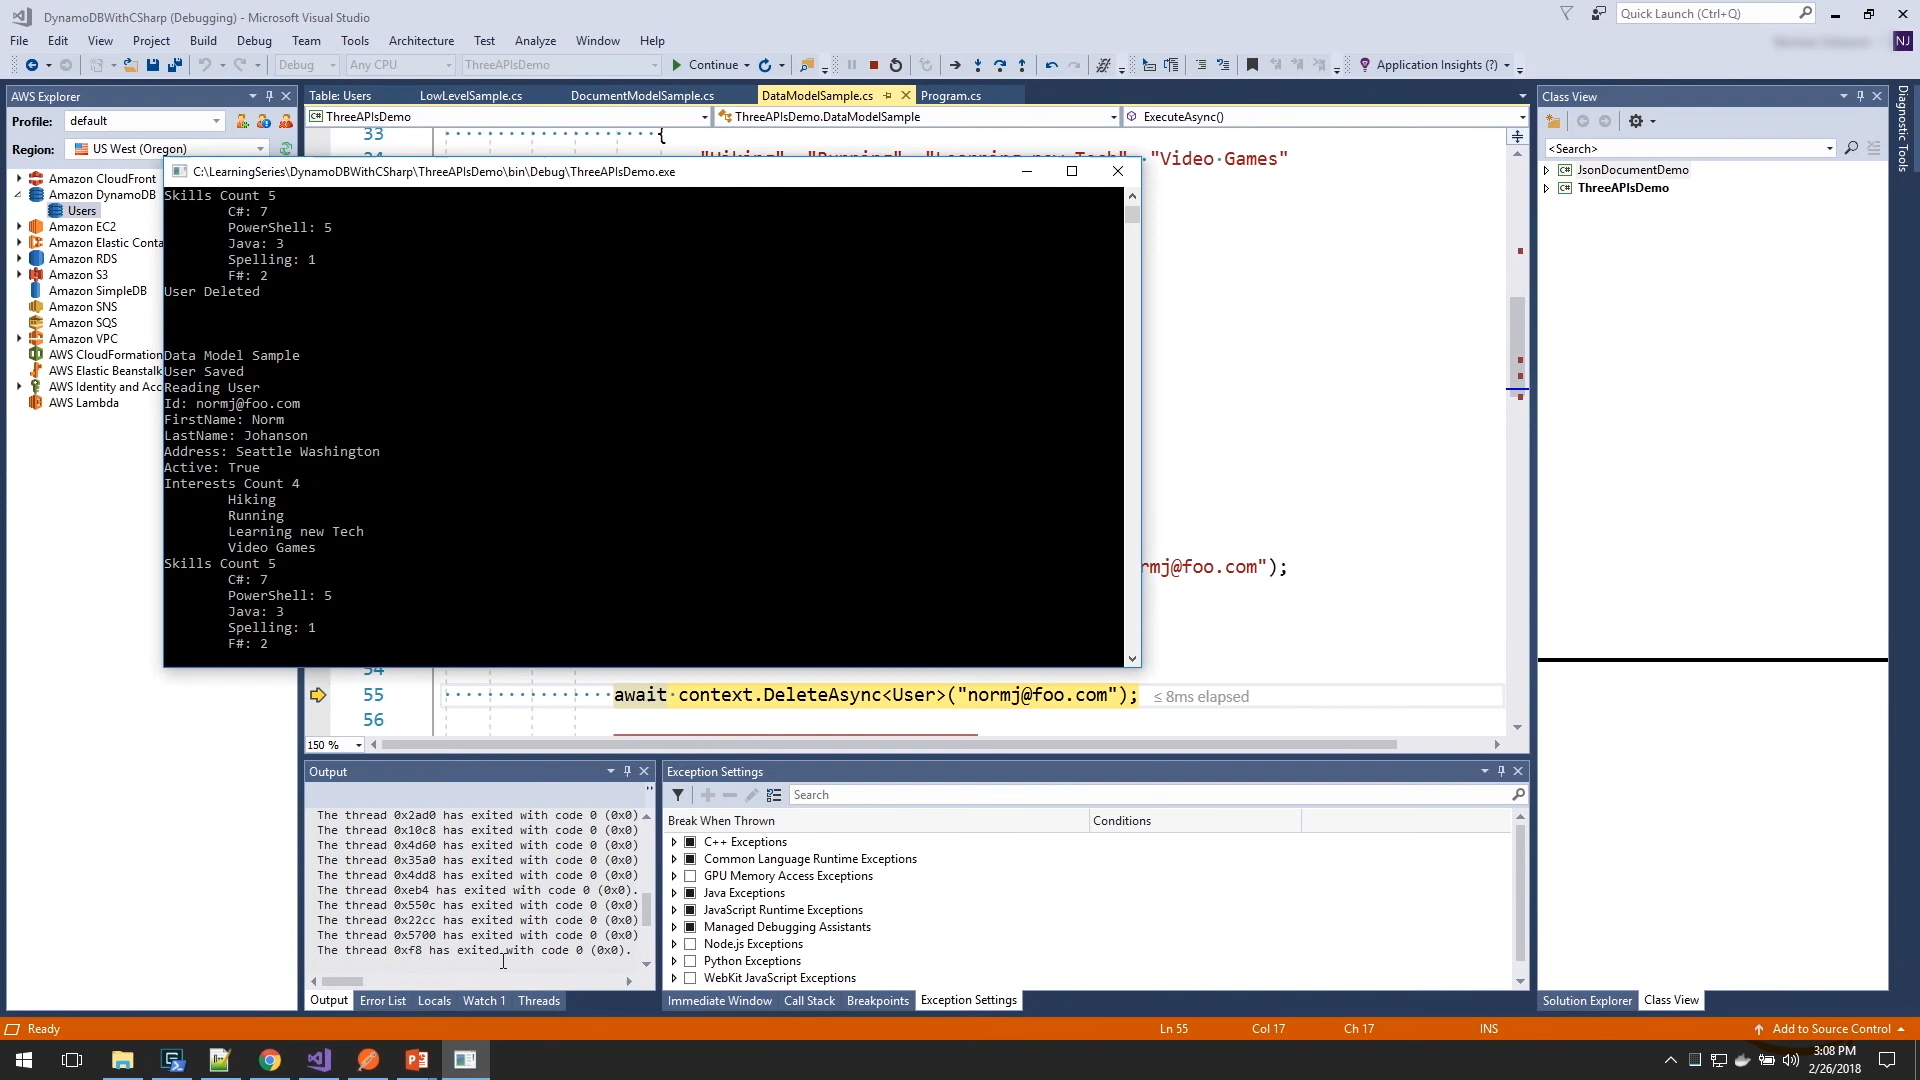 DynamoDBWithCSharp (Debugging) - Microsoft Visual Studio
Quick Launch (Ctrl+Q)
File Edit View Project Build Debug Team Tools Architecture Test Analyze Window Help
NJ
Debug Any CPU ThreeAPIsDemo Continue Application Insights (?)
AWS Explorer
Profile: default
Region: US West (Oregon)
Amazon CloudFront
Amazon DynamoDB
Users
Amazon EC2
Amazon Elastic Conta
Amazon RDS
Amazon S3
Amazon SimpleDB
Amazon SNS
Amazon SQS
Amazon VPC
AWS CloudFormation
AWS Elastic Beanstalk
AWS Identity and Acc
AWS Lambda
Table: Users LowLevelSample.cs DocumentModelSample.cs DataModelSample.cs Program.cs
ThreeAPIsDemo ThreeAPIsDemo.DataModelSample ExecuteAsync()
33 {
"Hiking", "Running", "Learning new Tech", "Video Games"
C:\LearningSeries\DynamoDBWithCSharp\ThreeAPIsDemo\bin\Debug\ThreeAPIsDemo.exe
Skills Count 5
C#: 7
PowerShell: 5
Java: 3
Spelling: 1
F#: 2
User Deleted
Data Model Sample
User Saved
Reading User
Id: normj@foo.com
FirstName: Norm
LastName: Johanson
Address: Seattle Washington
Active: True
Interests Count 4
Hiking
Running
Learning new Tech
Video Games
Skills Count 5
C#: 7
PowerShell: 5
Java: 3
Spelling: 1
F#: 2
rmj@foo.com");
54
55 await context.DeleteAsync<User>("normj@foo.com"); ≤ 8ms elapsed
56
150 %
Output
The thread 0x2ad0 has exited with code 0 (0x0)
The thread 0x10c8 has exited with code 0 (0x0)
The thread 0x4d60 has exited with code 0 (0x0)
The thread 0x35a0 has exited with code 0 (0x0)
The thread 0x4dd8 has exited with code 0 (0x0)
The thread 0xeb4 has exited with code 0 (0x0).
The thread 0x550c has exited with code 0 (0x0)
The thread 0x22cc has exited with code 0 (0x0)
The thread 0x5700 has exited with code 0 (0x0)
The thread 0xf8 has exited with code 0 (0x0).
Output Error List Locals Watch 1 Threads
Exception Settings
Search
Break When Thrown Conditions
C++ Exceptions
Common Language Runtime Exceptions
GPU Memory Access Exceptions
Java Exceptions
JavaScript Runtime Exceptions
Managed Debugging Assistants
Node.js Exceptions
Python Exceptions
WebKit JavaScript Exceptions
Immediate Window Call Stack Breakpoints Exception Settings
Class View
<Search>
JsonDocumentDemo
ThreeAPIsDemo
Solution Explorer Class View
Diagnostic Tools
Ready Ln 55 Col 17 Ch 17 INS Add to Source Control
3:08 PM
2/26/2018